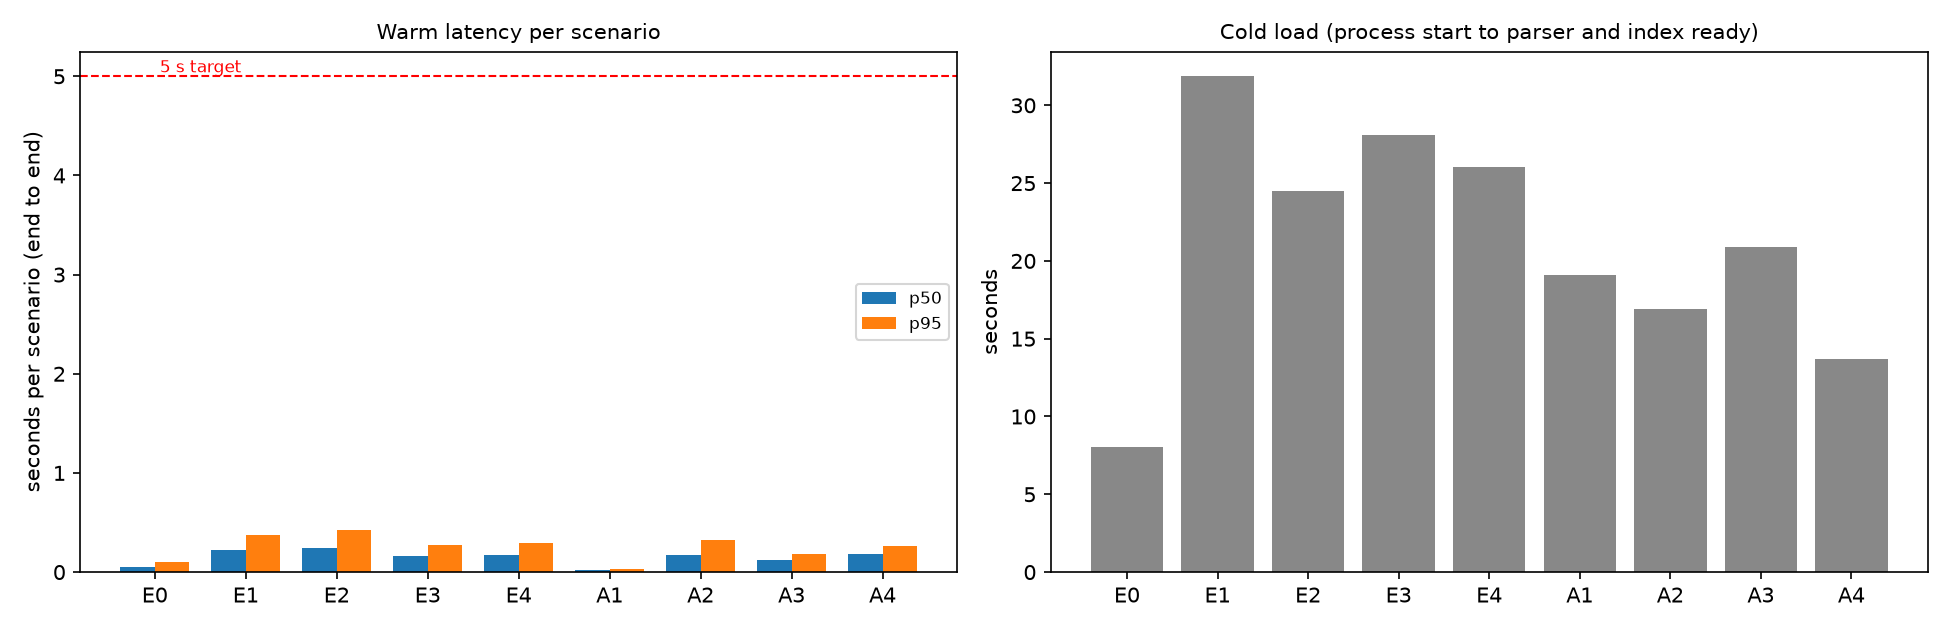 Warm latency per scenario
seconds per scenario (end to end)
5
4
3
2
1
0
5 s target
p50
p95
E0 E1 E2 E3 E4 A1 A2 A3 A4
Cold load (process start to parser and index ready)
seconds
30
25
20
15
10
5
0
E0 E1 E2 E3 E4 A1 A2 A3 A4